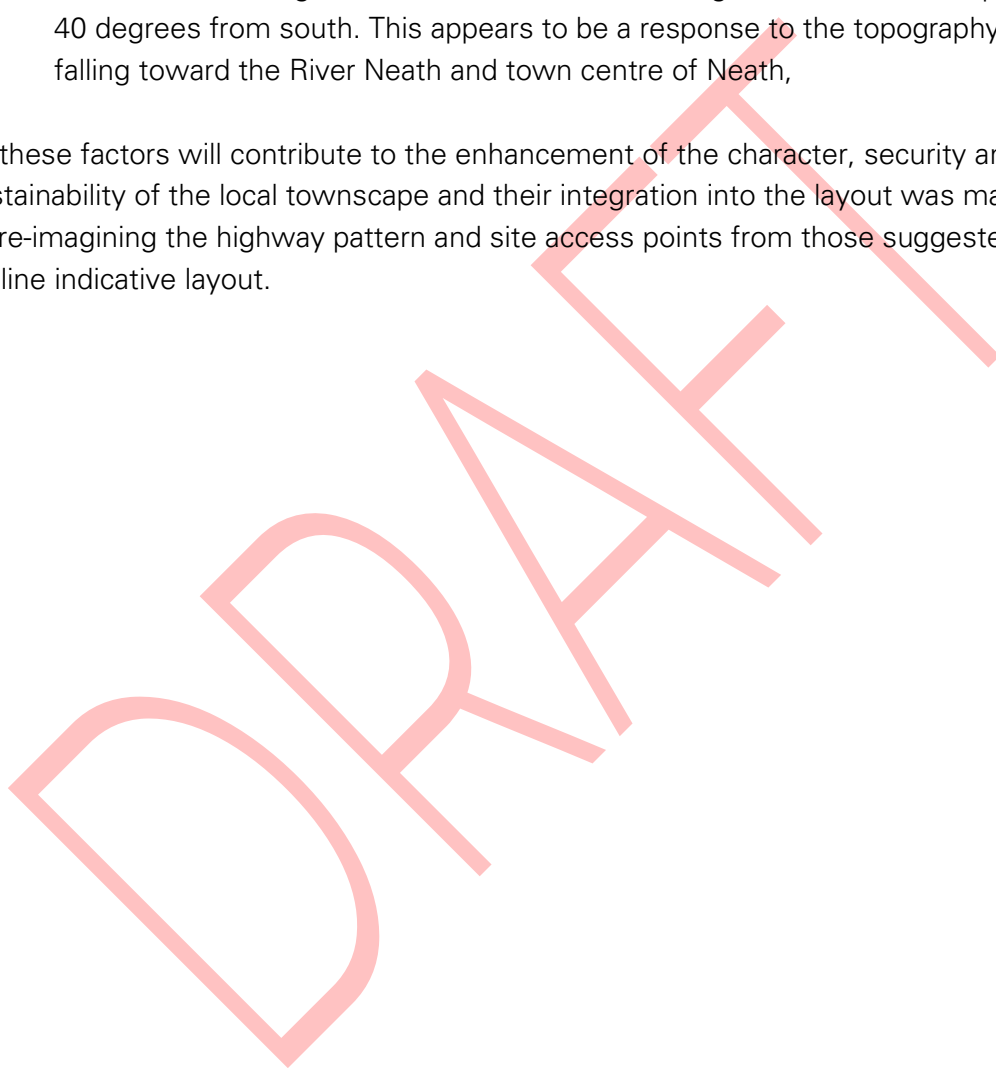 40 degrees from south. This appears to be a response to the topography
falling toward the River Neath and town centre of Neath,
these factors will contribute to the enhancement of the character, security
stainability of the local townscape and their integration into the layout was
re-imagining the highway pattern and site access points from those
line indicative layout.
DRAFT